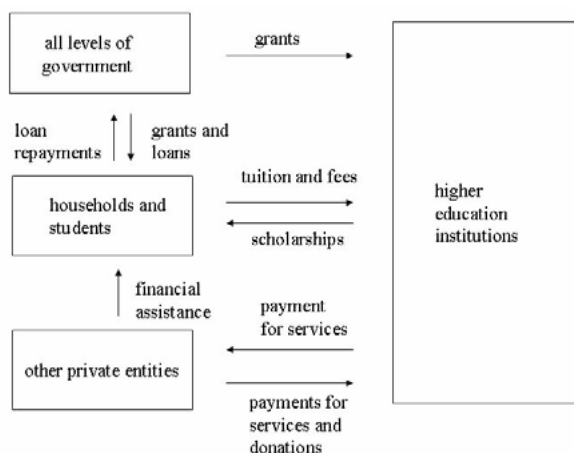 all levels of
government
grants
loan
repayments
grants and
loans
households and
students
tuition and fees
scholarships
higher
education
institutions
financial
assistance
payment
for services
other private entities
payments for
services and
donations